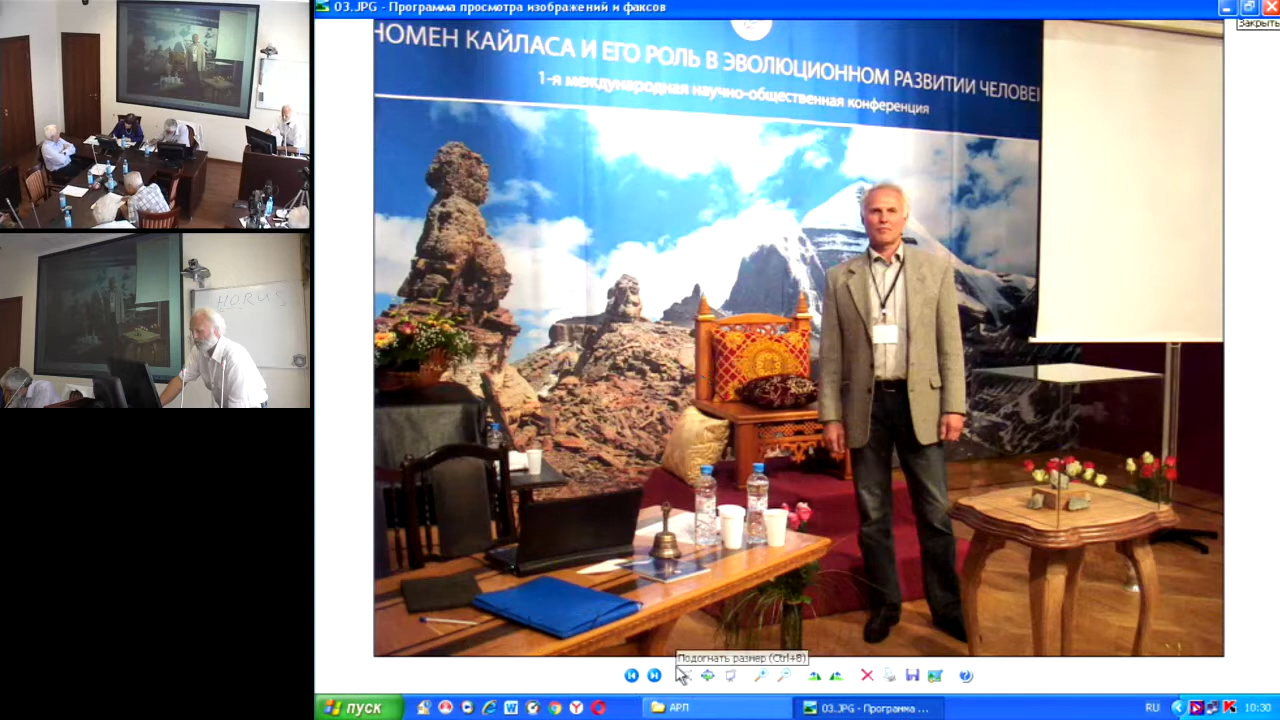 03.JPG - Программа просмотра изображений и факсов
Закрыть
НОМЕН КАЙЛАСА И ЕГО РОЛЬ В ЭВОЛЮЦИОННОМ РАЗВИТИИ ЧЕЛОВЕ
1-я международная научно-общественная конференция
HORUS
Подогнать размер (Ctrl+B)
пуск
АРЛ
03.JPG - Программа ...
RU
10:30